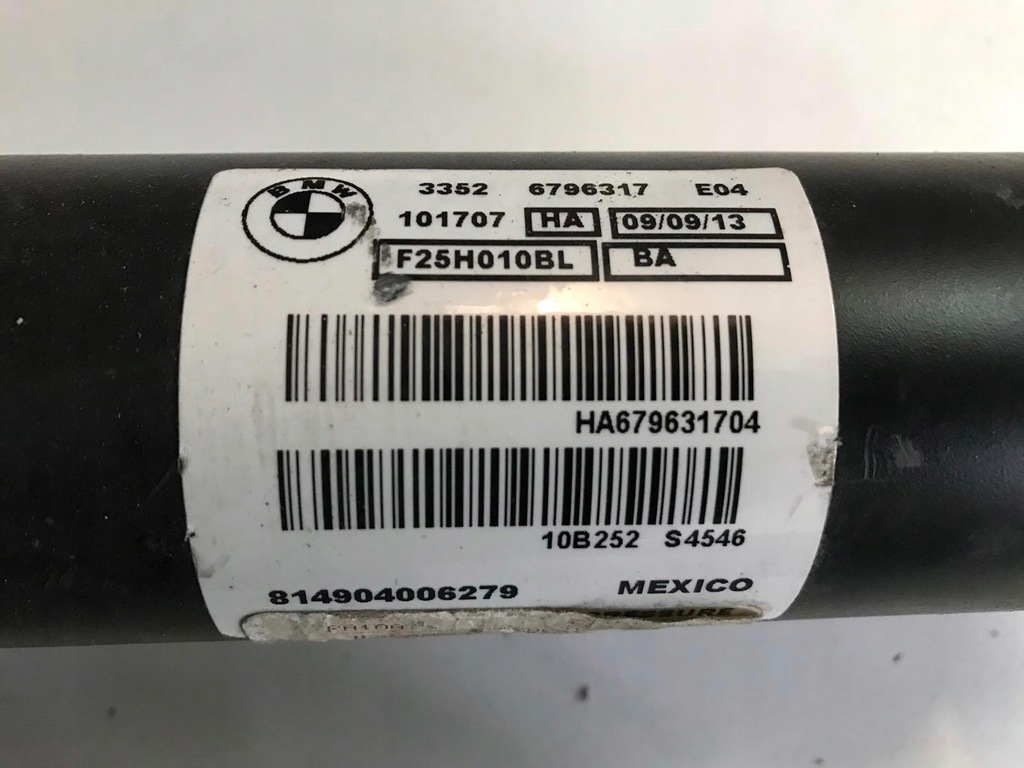 BMW
3352 6796317 E04
101707 HA 09/09/13
F25H010BL BA
HA679631704
10B252 S4546
814904006279 MEXICO